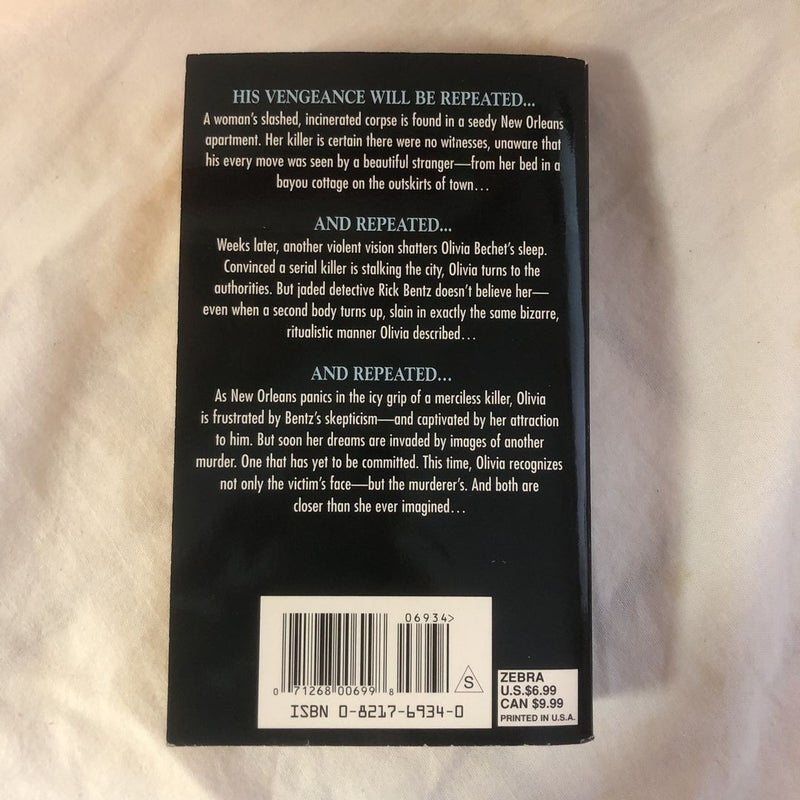 HIS VENGEANCE WILL BE REPEATED...
A woman's slashed, incinerated corpse is found in a seedy New Orleans
apartment. Her killer is certain there were no witnesses, unaware that
his every move was seen by a beautiful stranger—from her bed in a
bayou cottage on the outskirts of town...
AND REPEATED...
Weeks later, another violent vision shatters Olivia Bechet's sleep.
Convinced a serial killer is stalking the city, Olivia turns to the
authorities. But jaded detective Rick Bentz doesn't believe her—
even when a second body turns up, slain in exactly the same bizarre,
ritualistic manner Olivia described...
AND REPEATED...
As New Orleans panics in the icy grip of a merciless killer, Olivia
is frustrated by Bentz's skepticism—and captivated by her attraction
to him. But soon her dreams are invaded by images of another
murder. One that has yet to be committed. This time, Olivia recognizes
not only the victim's face—but the murderer's. And both are
closer than she ever imagined...
06934>
0 71268 00699 8
S
ISBN 0-8217-6934-0
ZEBRA
U.S.$6.99
CAN $9.99
PRINTED IN U.S.A.